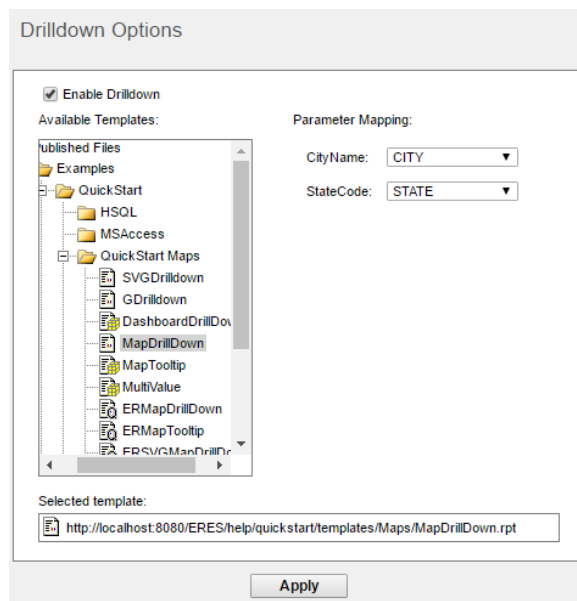 Drilldown Options
Enable Drilldown
Available Templates:
Parameter Mapping:
ublished Files
Examples
QuickStart
HSQL
MSAccess
QuickStart Maps
SVGDrilldown
GDrilldown
DashboardDrillDov
MapDrillDown
MapTooltip
MultiValue
ERMapDrillDown
ERMapTooltip
ERSVGMapDrillDr
CityName: CITY
StateCode: STATE
Selected template:
http://localhost:8080/ERES/help/quickstart/templates/Maps/MapDrillDown.rpt
Apply